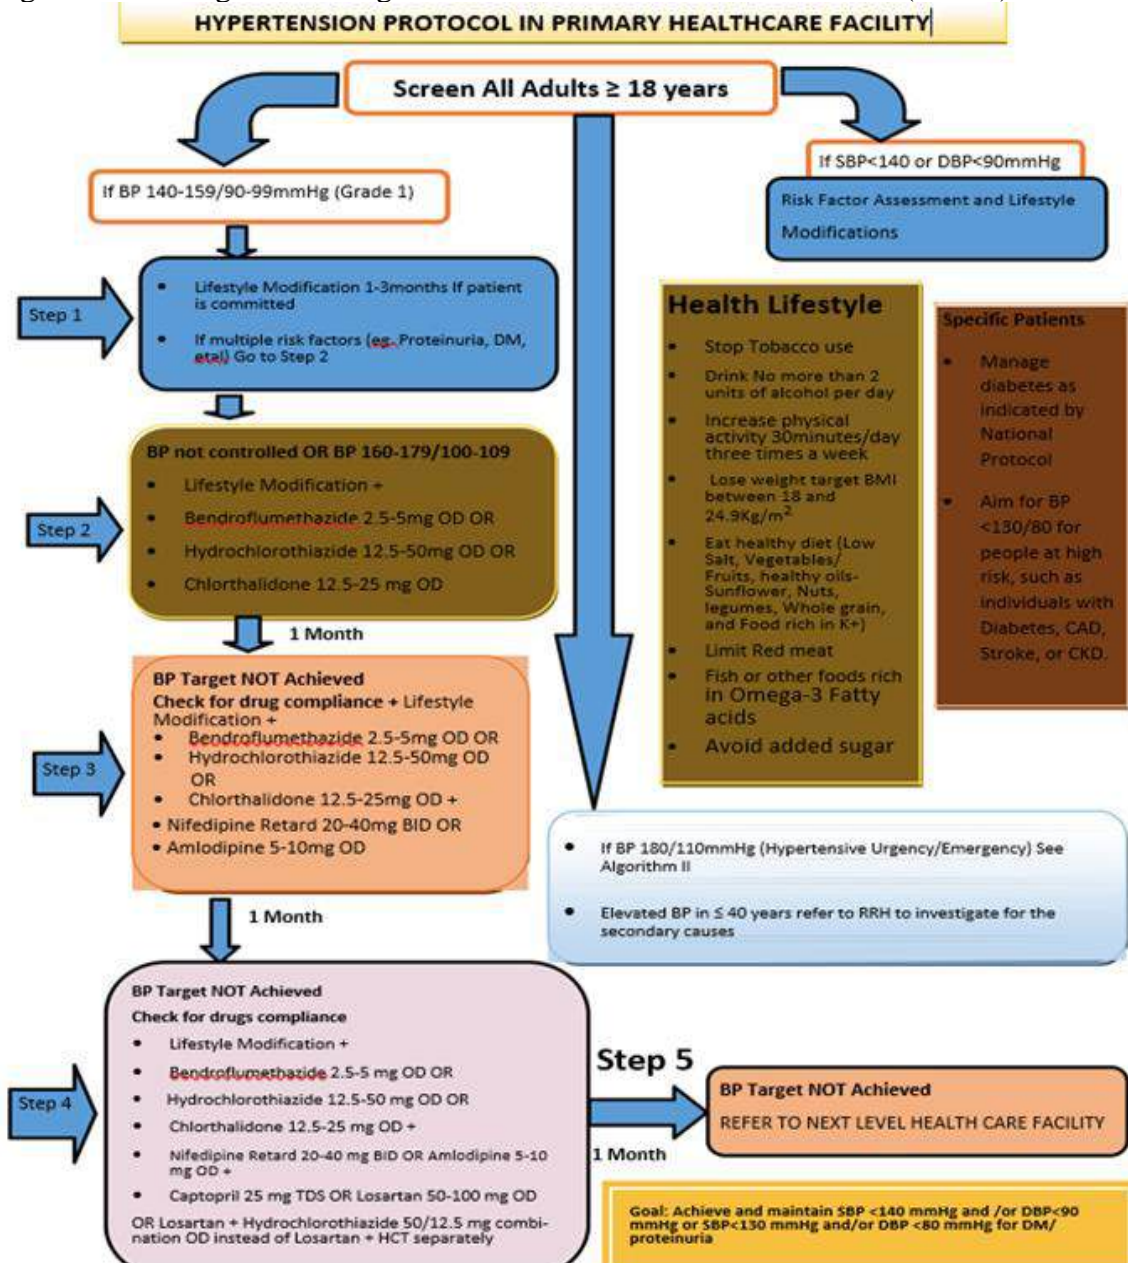 HYPERTENSION PROTOCOL IN PRIMARY HEALTHCARE FACILITY
Screen All Adults ≥ 18 years
If BP 140-159/90-99mmHg (Grade 1)
If SBP<140 or DBP<90mmHg
Risk Factor Assessment and Lifestyle
Modifications
Step 1
• Lifestyle Modification 1-3months If patient
is committed
• If multiple risk factors (eg. Proteinuria, DM,
etal) Go to Step 2
Step 2
BP not controlled OR BP 160-179/100-109
• Lifestyle Modification +
• Bendroflumethazide 2.5-5mg OD OR
• Hydrochlorothiazide 12.5-50mg OD OR
• Chlorthalidone 12.5-25 mg OD
1 Month
Step 3
BP Target NOT Achieved
Check for drug compliance + Lifestyle
Modification +
• Bendroflumethazide 2.5-5mg OD OR
• Hydrochlorothiazide 12.5-50mg OD
OR
• Chlorthalidone 12.5-25mg OD +
• Nifedipine Retard 20-40mg BID OR
• Amlodipine 5-10mg OD
1 Month
Step 4
BP Target NOT Achieved
Check for drugs compliance
• Lifestyle Modification +
• Bendroflumethazide 2.5-5 mg OD OR
• Hydrochlorothiazide 12.5-50 mg OD OR
• Chlorthalidone 12.5-25 mg OD +
• Nifedipine Retard 20-40 mg BID OR Amlodipine 5-10
mg OD +
• Captopril 25 mg TDS OR Losartan 50-100 mg OD
OR Losartan + Hydrochlorothiazide 50/12.5 mg combi-
nation OD instead of Losartan + HCT separately
Health Lifestyle
• Stop Tobacco use
• Drink No more than 2
units of alcohol per day
• Increase physical
activity 30minutes/day
three times a week
• Lose weight target BMI
between 18 and
24.9Kg/m²
• Eat healthy diet (Low
Salt, Vegetables/
Fruits, healthy oils-
Sunflower, Nuts,
legumes, Whole grain,
and Food rich in K+)
• Limit Red meat
• Fish or other foods rich
in Omega-3 Fatty
acids
• Avoid added sugar
Specific Patients
• Manage
diabetes as
indicated by
National
Protocol
• Aim for BP
<130/80 for
people at high
risk, such as
individuals with
Diabetes, CAD,
Stroke, or CKD.
• If BP 180/110mmHg (Hypertensive Urgency/Emergency) See
Algorithm II
• Elevated BP in ≤ 40 years refer to RRH to investigate for the
secondary causes
Step 5
1 Month
BP Target NOT Achieved
REFER TO NEXT LEVEL HEALTH CARE FACILITY
Goal: Achieve and maintain SBP <140 mmHg and /or DBP<90
mmHg or SBP<130 mmHg and/or DBP <80 mmHg for DM/
proteinuria